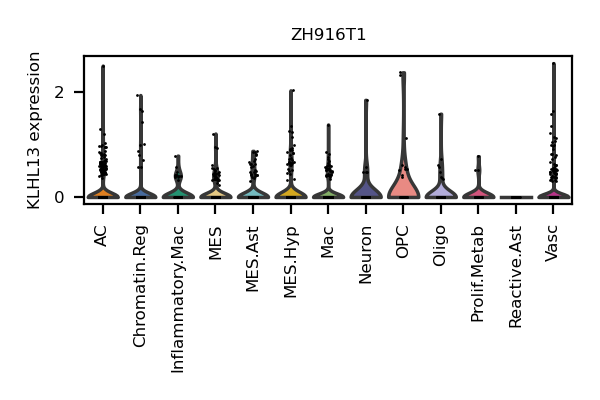 ZH916T1
KLHL13 expression
2
0
AC
Chromatin.Reg
Inflammatory.Mac
MES
MES.Ast
MES.Hyp
Mac
Neuron
OPC
Oligo
Prolif.Metab
Reactive.Ast
Vasc